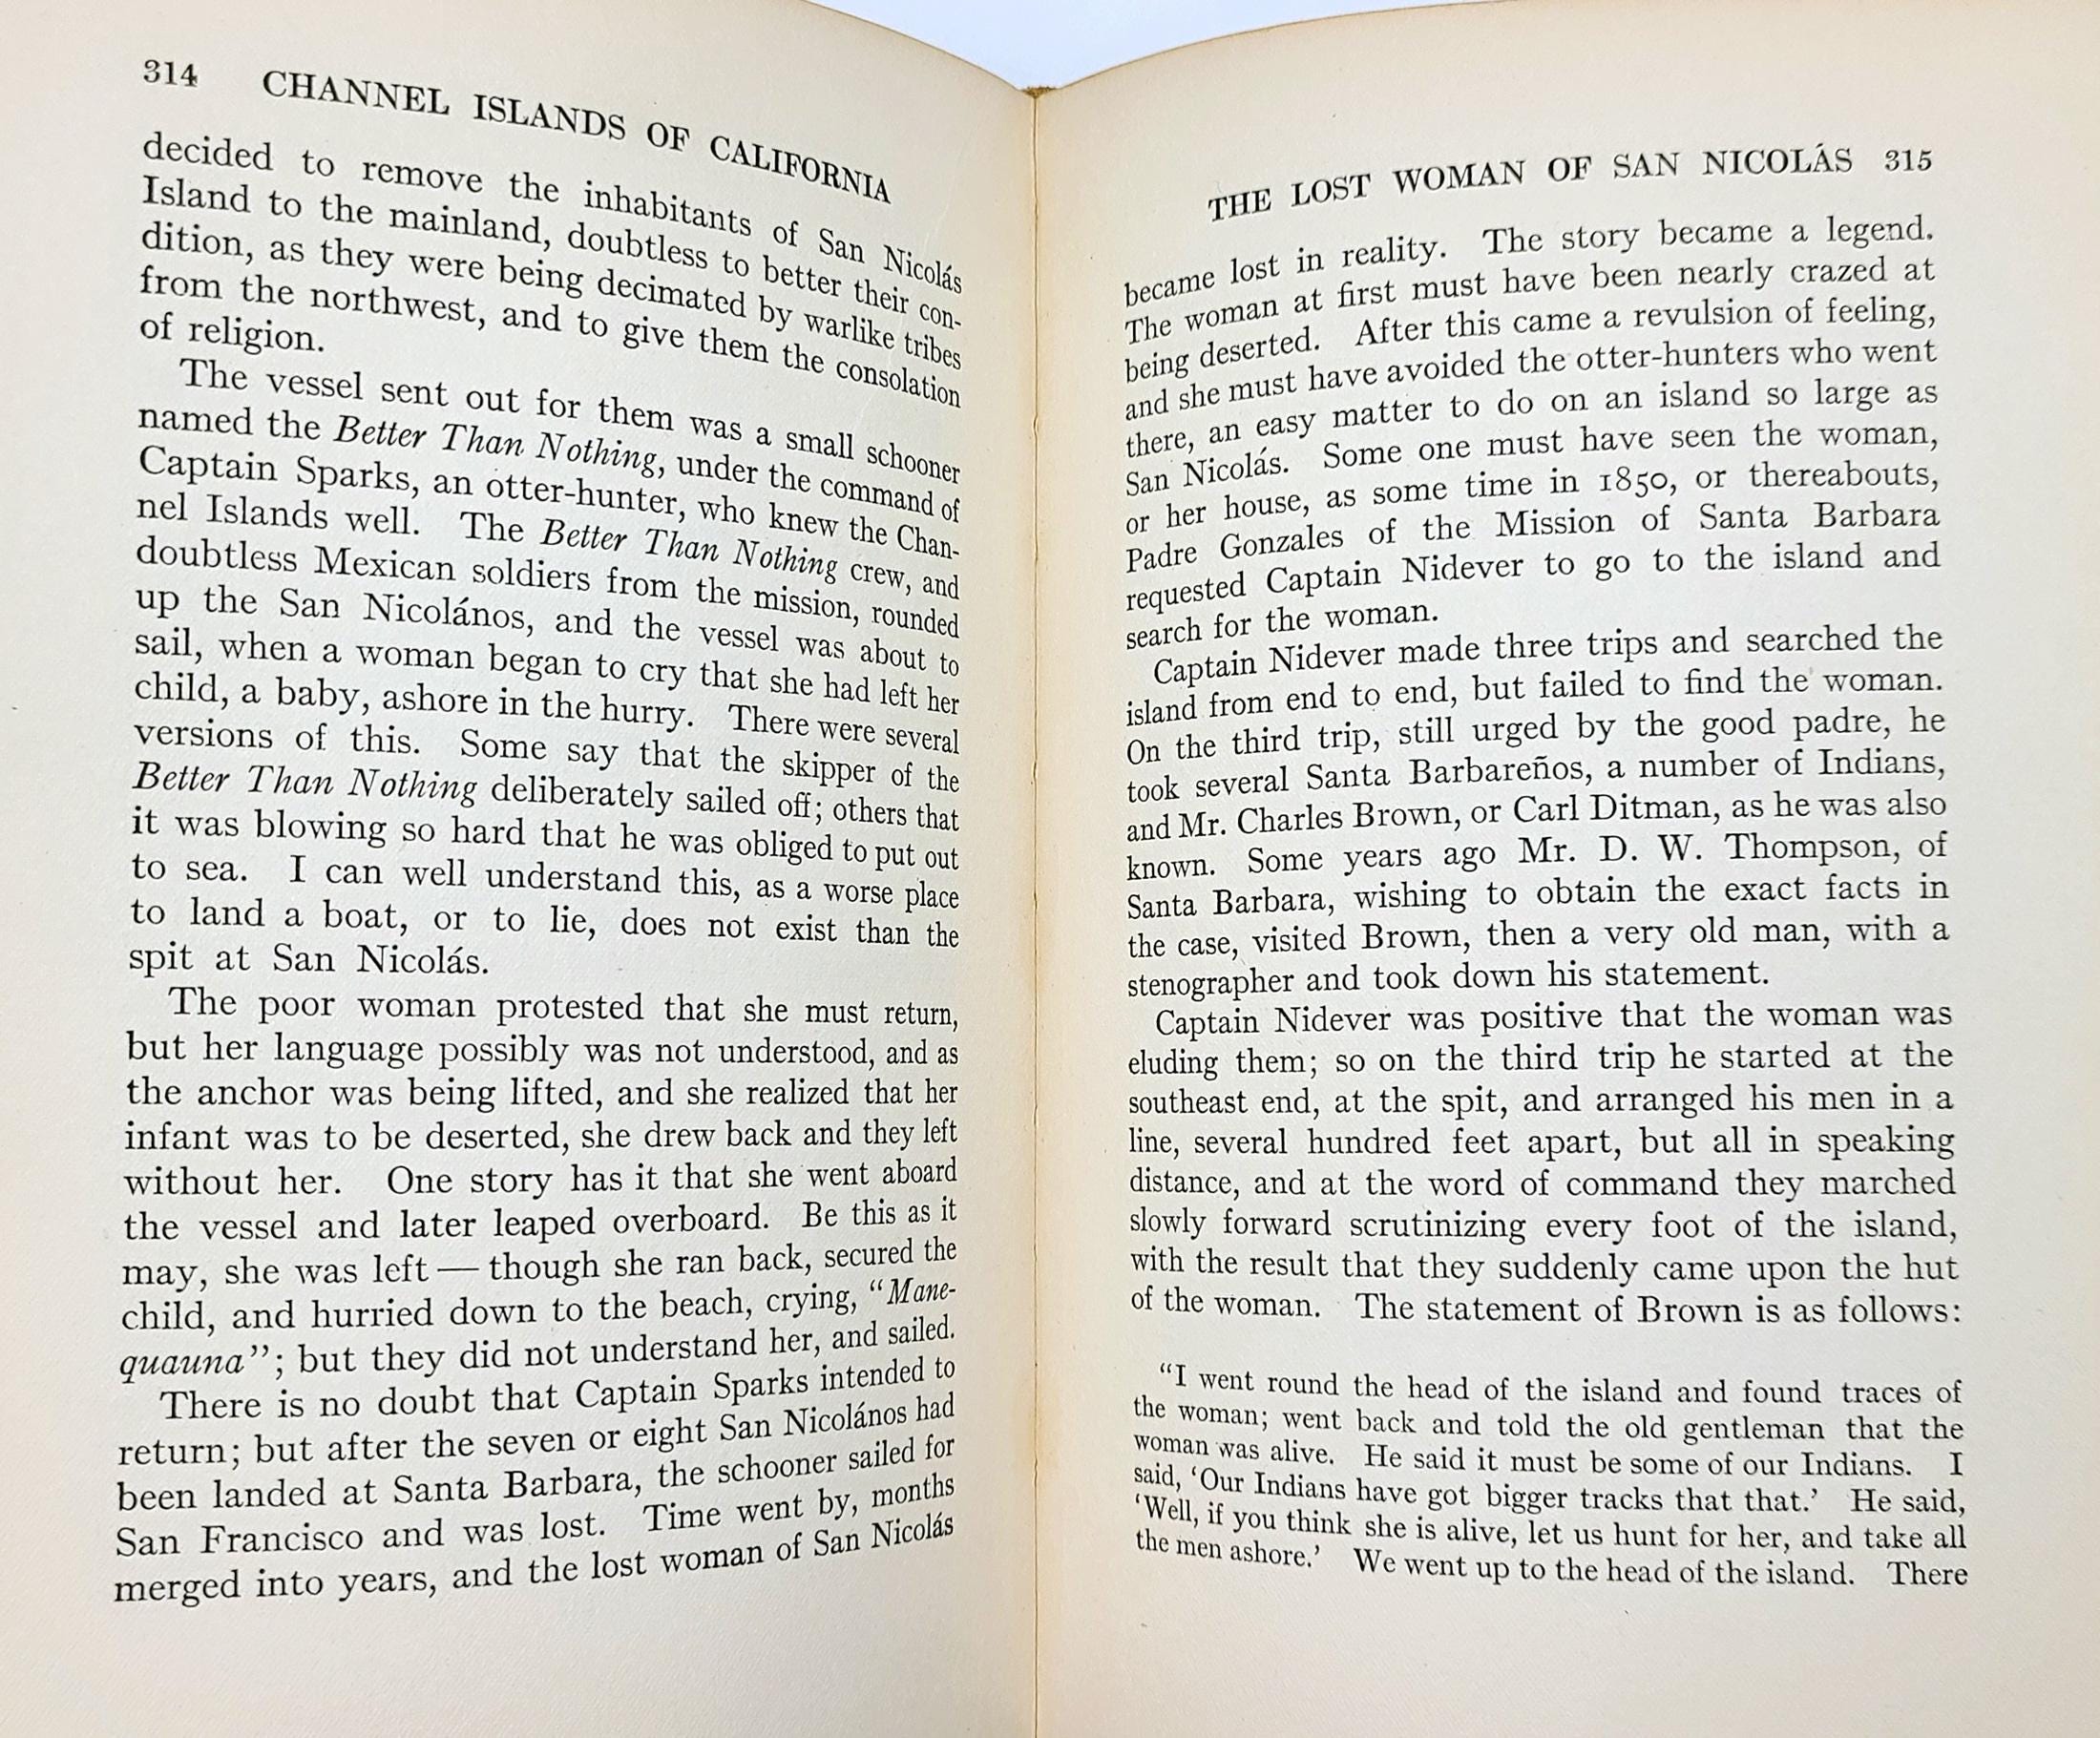 314 CHANNEL ISLANDS OF CALIFORNIA
decided to remove the inhabitants of San Nicolás
Island to the mainland, doubtless to better their con-
dition, as they were being decimated by warlike tribes
from the northwest, and to give them the consolation
of religion.
The vessel sent out for them was a small schooner
named the Better Than Nothing, under the command of
Captain Sparks, an otter-hunter, who knew the Chan-
nel Islands well. The Better Than Nothing crew, and
doubtless Mexican soldiers from the mission, rounded
up the San Nicolános, and the vessel was about to
sail, when a woman began to cry that she had left her
child, a baby, ashore in the hurry. There were several
versions of this. Some say that the skipper of the
Better Than Nothing deliberately sailed off; others that
it was blowing so hard that he was obliged to put out
to sea. I can well understand this, as a worse place
to land a boat, or to lie, does not exist than the
spit at San Nicolás.
The poor woman protested that she must return,
but her language possibly was not understood, and as
the anchor was being lifted, and she realized that her
infant was to be deserted, she drew back and they left
without her. One story has it that she went aboard
the vessel and later leaped overboard. Be this as it
may, she was left — though she ran back, secured the
child, and hurried down to the beach, crying, "Mane-
quauna"; but they did not understand her, and sailed.
There is no doubt that Captain Sparks intended to
return; but after the seven or eight San Nicolános had
been landed at Santa Barbara, the schooner sailed for
San Francisco and was lost. Time went by, months
merged into years, and the lost woman of San Nicolás
THE LOST WOMAN OF SAN NICOLÁS 315
became lost in reality. The story became a legend.
The woman at first must have been nearly crazed at
being deserted. After this came a revulsion of feeling,
and she must have avoided the otter-hunters who went
there, an easy matter to do on an island so large as
San Nicolás. Some one must have seen the woman,
or her house, as some time in 1850, or thereabouts,
Padre Gonzales of the Mission of Santa Barbara
requested Captain Nidever to go to the island and
search for the woman.
Captain Nidever made three trips and searched the
island from end to end, but failed to find the woman.
On the third trip, still urged by the good padre, he
took several Santa Barbareños, a number of Indians,
and Mr. Charles Brown, or Carl Ditman, as he was also
known. Some years ago Mr. D. W. Thompson, of
Santa Barbara, wishing to obtain the exact facts in
the case, visited Brown, then a very old man, with a
stenographer and took down his statement.
Captain Nidever was positive that the woman was
eluding them; so on the third trip he started at the
southeast end, at the spit, and arranged his men in a
line, several hundred feet apart, but all in speaking
distance, and at the word of command they marched
slowly forward scrutinizing every foot of the island,
with the result that they suddenly came upon the hut
of the woman. The statement of Brown is as follows:
"I went round the head of the island and found traces of
the woman; went back and told the old gentleman that the
woman was alive. He said it must be some of our Indians. I
said, 'Our Indians have got bigger tracks that that.' He said,
'Well, if you think she is alive, let us hunt for her, and take all
the men ashore.' We went up to the head of the island. There